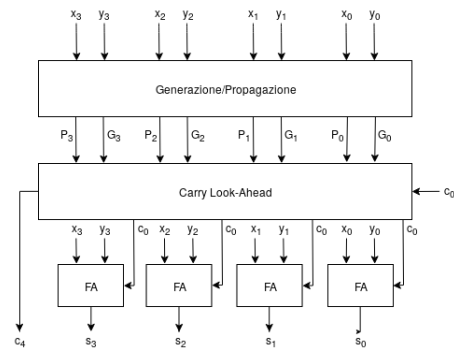 x3 y3 x2 y2 x1 y1 x0 y0
Generazione/Propagazione
P3 G3 P2 G2 P1 G1 P0 G0
Carry Look-Ahead c0
x3 y3 c0 x2 y2 c0 x1 y1 c0 x0 y0 c0
FA FA FA FA
c4 s3 s2 s1 s0